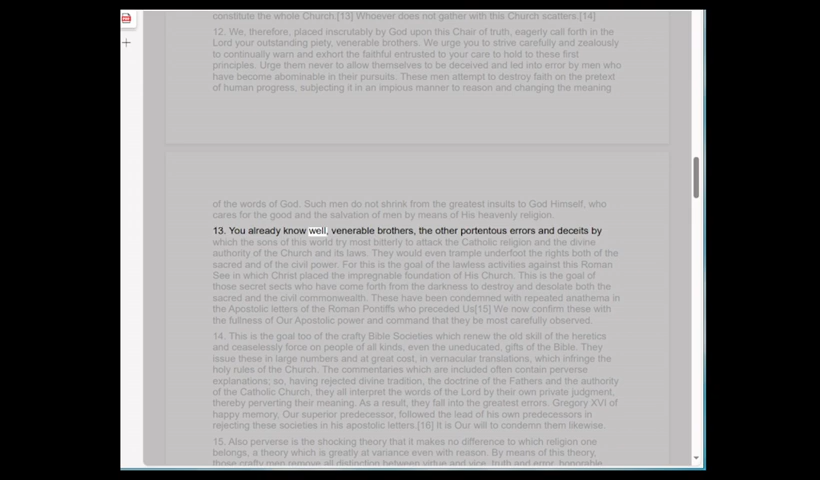 constitute the whole Church.[13] Whoever does not gather with this Church scatters.[14]
12. We, therefore, placed inscrutably by God upon this Chair of truth, eagerly call forth in the
Lord your outstanding piety, venerable brothers. We urge you to strive carefully and zealously
to continually warn and exhort the faithful entrusted to your care to hold to these first
principles. Urge them never to allow themselves to be deceived and led into error by men who
have become abominable in their pursuits. These men attempt to destroy faith on the pretext
of human progress, subjecting it in an impious manner to reason and changing the meaning
of the words of God. Such men do not shrink from the greatest insults to God Himself, who
cares for the good and the salvation of men by means of His heavenly religion.
13. You already know well, venerable brothers, the other portentous errors and deceits by
which the sons of this world try most bitterly to attack the Catholic religion and the divine
authority of the Church and its laws. They would even trample underfoot the rights both of the
sacred and of the civil power. For this is the goal of the lawless activities against this Roman
See in which Christ placed the impregnable foundation of His Church. This is the goal of
those secret sects who have come forth from the darkness to destroy and desolate both the
sacred and the civil commonwealth. These have been condemned with repeated anathema in
the Apostolic letters of the Roman Pontiffs who preceded Us[15] We now confirm these with
the fullness of Our Apostolic power and command that they be most carefully observed.
14. This is the goal too of the crafty Bible Societies which renew the old skill of the heretics
and ceaselessly force on people of all kinds, even the uneducated, gifts of the Bible. They
issue these in large numbers and at great cost, in vernacular translations, which infringe the
holy rules of the Church. The commentaries which are included often contain perverse
explanations; so, having rejected divine tradition, the doctrine of the Fathers and the authority
of the Catholic Church, they all interpret the words of the Lord by their own private judgment,
thereby perverting their meaning. As a result, they fall into the greatest errors. Gregory XVI of
happy memory, Our superior predecessor, followed the lead of his own predecessors in
rejecting these societies in his apostolic letters.[16] It is Our will to condemn them likewise.
15. Also perverse is the shocking theory that it makes no difference to which religion one
belongs, a theory which is greatly at variance even with reason. By means of this theory,
those crafty men remove all distinction between virtue and vice, truth and error, honorable